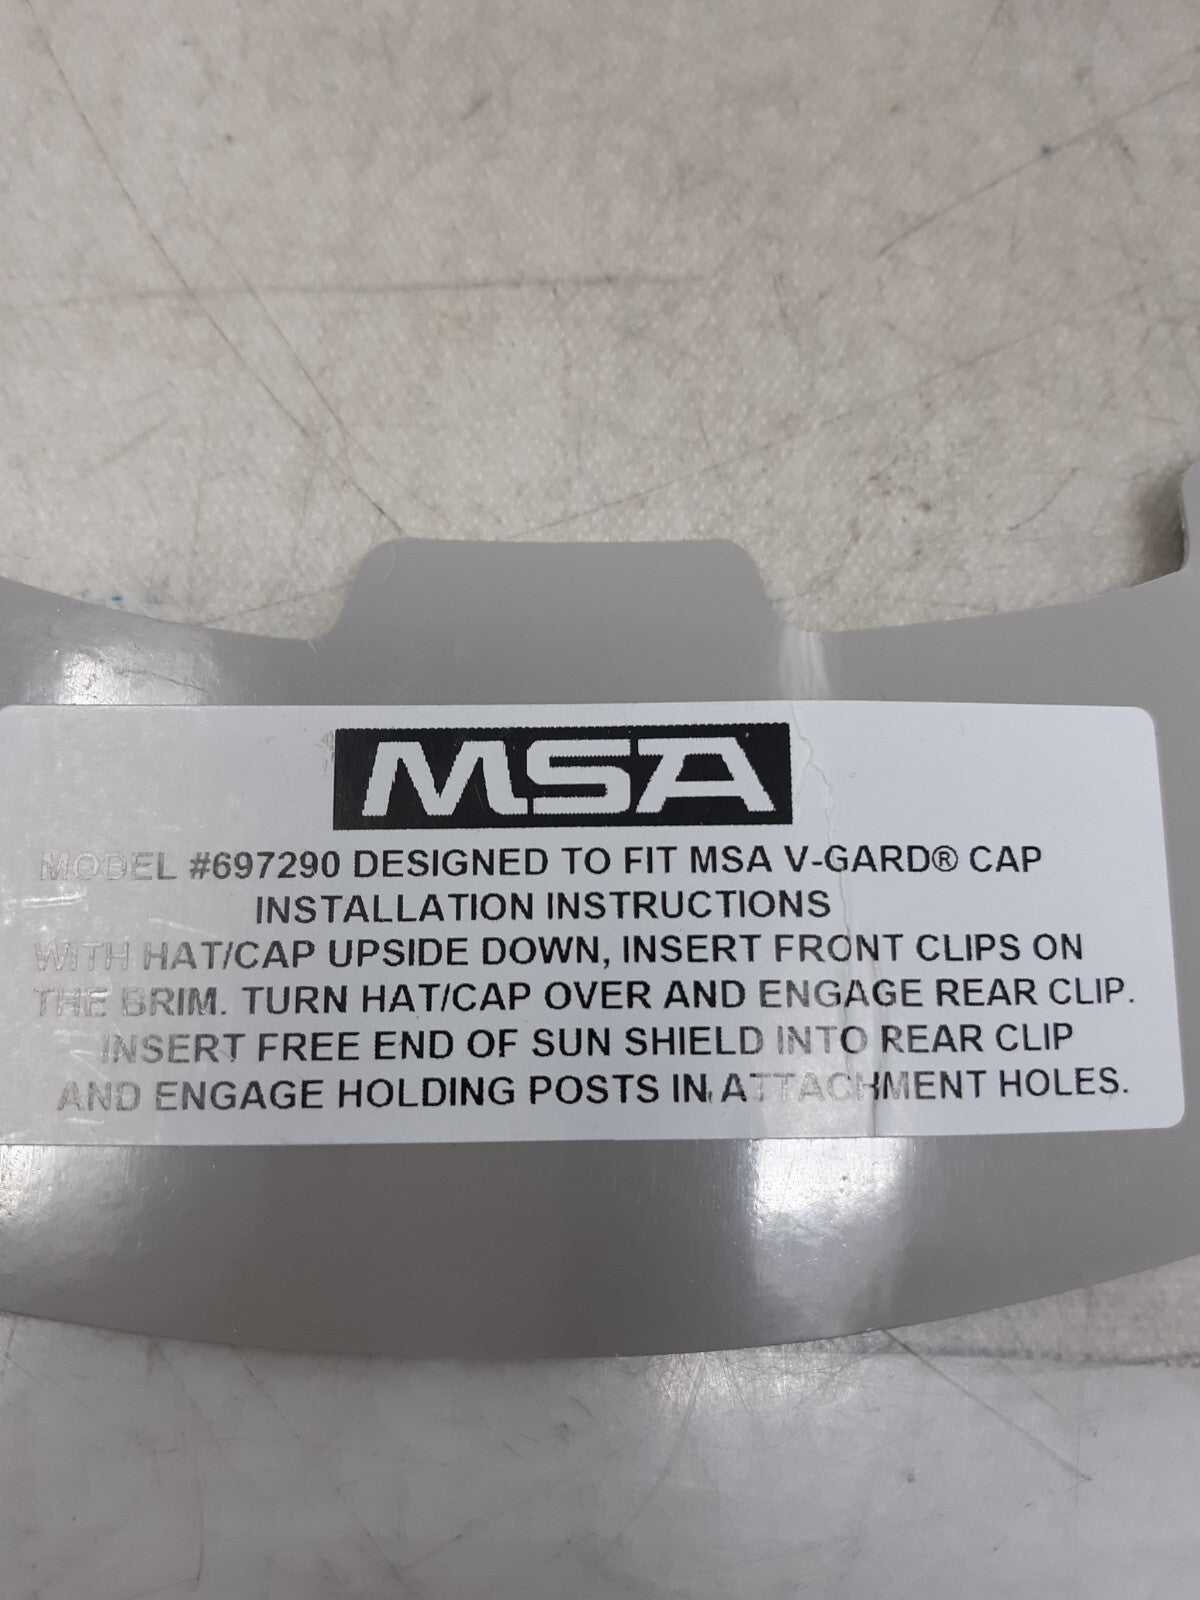 MSA
MODEL #697290 DESIGNED TO FIT MSA V-GARD® CAP
INSTALLATION INSTRUCTIONS
WITH HAT/CAP UPSIDE DOWN, INSERT FRONT CLIPS ON
THE BRIM. TURN HAT/CAP OVER AND ENGAGE REAR CLIP.
INSERT FREE END OF SUN SHIELD INTO REAR CLIP
AND ENGAGE HOLDING POSTS IN ATTACHMENT HOLES.